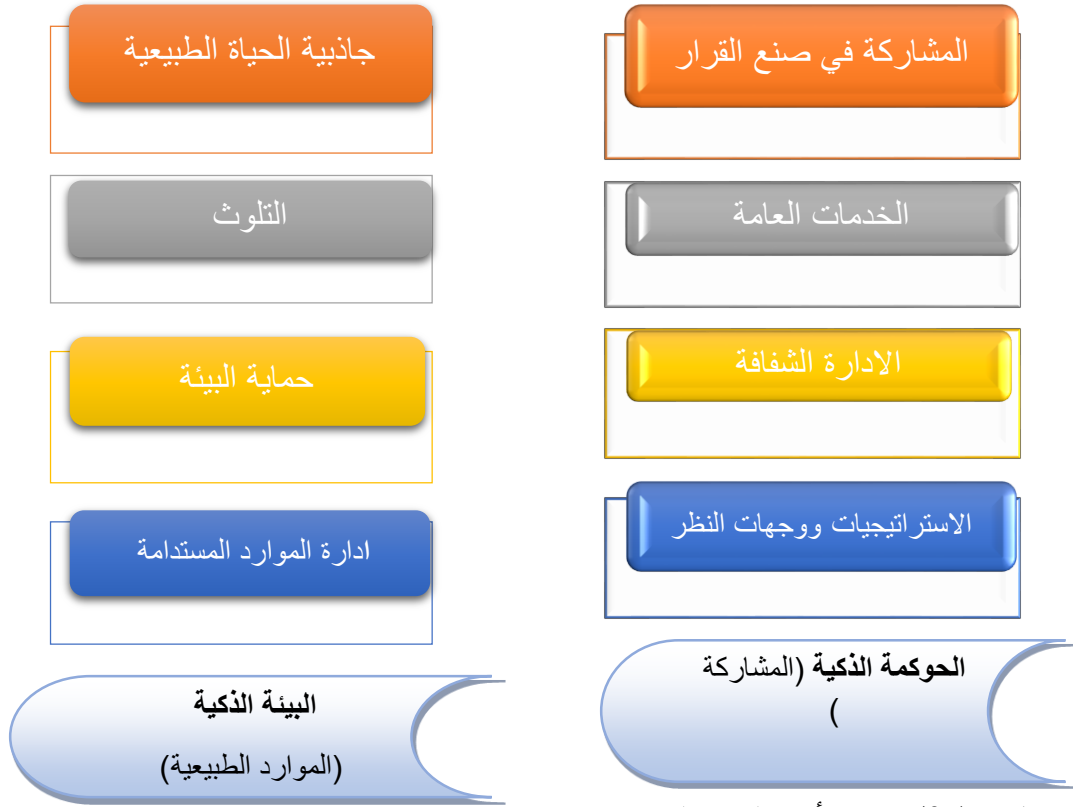 المشاركة في صنع القرار
الخدمات العامة
الادارة الشفافة
الاستراتيجيات ووجهات النظر
الحوكمة الذكية (المشاركة
)
جاذبية الحياة الطبيعية
التلوث
حماية البيئة
ادارة الموارد المستدامة
البيئة الذكية
(الموارد الطبيعية)